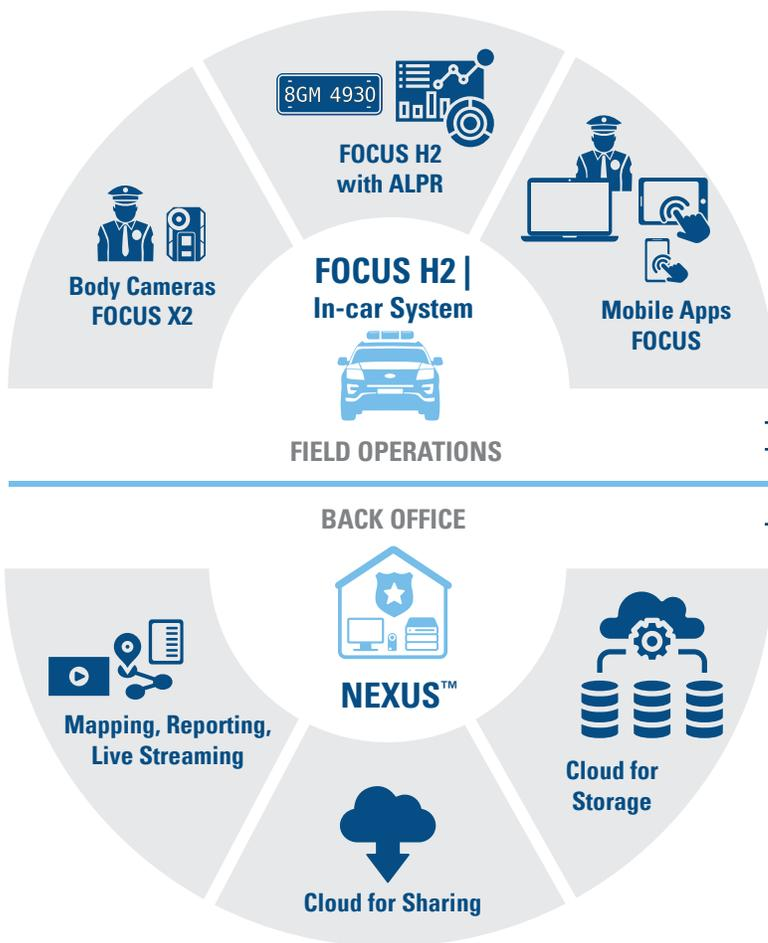 8GM 4930
FOCUS H2
with ALPR
Body Cameras
FOCUS X2
Mobile Apps
FOCUS
FOCUS H2 |
In-car System
FIELD OPERATIONS
BACK OFFICE
NEXUS™
Mapping, Reporting,
Live Streaming
Cloud for
Storage
Cloud for Sharing